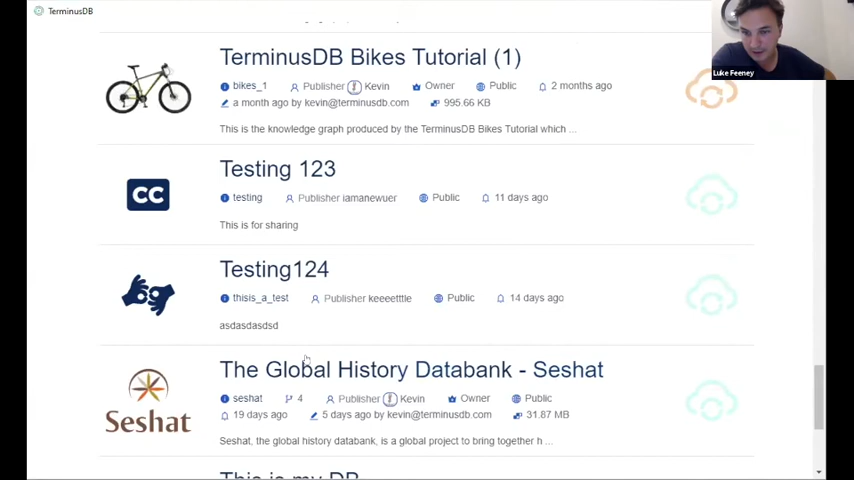 TerminusDB
Luke Feeney
TerminusDB Bikes Tutorial (1)
bikes_1 Publisher Kevin Owner Public 2 months ago
a month ago by kevin@terminusdb.com 995.66 KB
This is the knowledge graph produced by the TerminusDB Bikes Tutorial which ...
CC
Testing 123
testing Publisher iamanewuer Public 11 days ago
This is for sharing
Testing124
thisis_a_test Publisher keeeetttle Public 14 days ago
asdasdasdsd
Seshat
The Global History Databank - Seshat
seshat 4 Publisher Kevin Owner Public
19 days ago 5 days ago by kevin@terminusdb.com 31.87 MB
Seshat, the global history databank, is a global project to bring together h ...
This is my DB